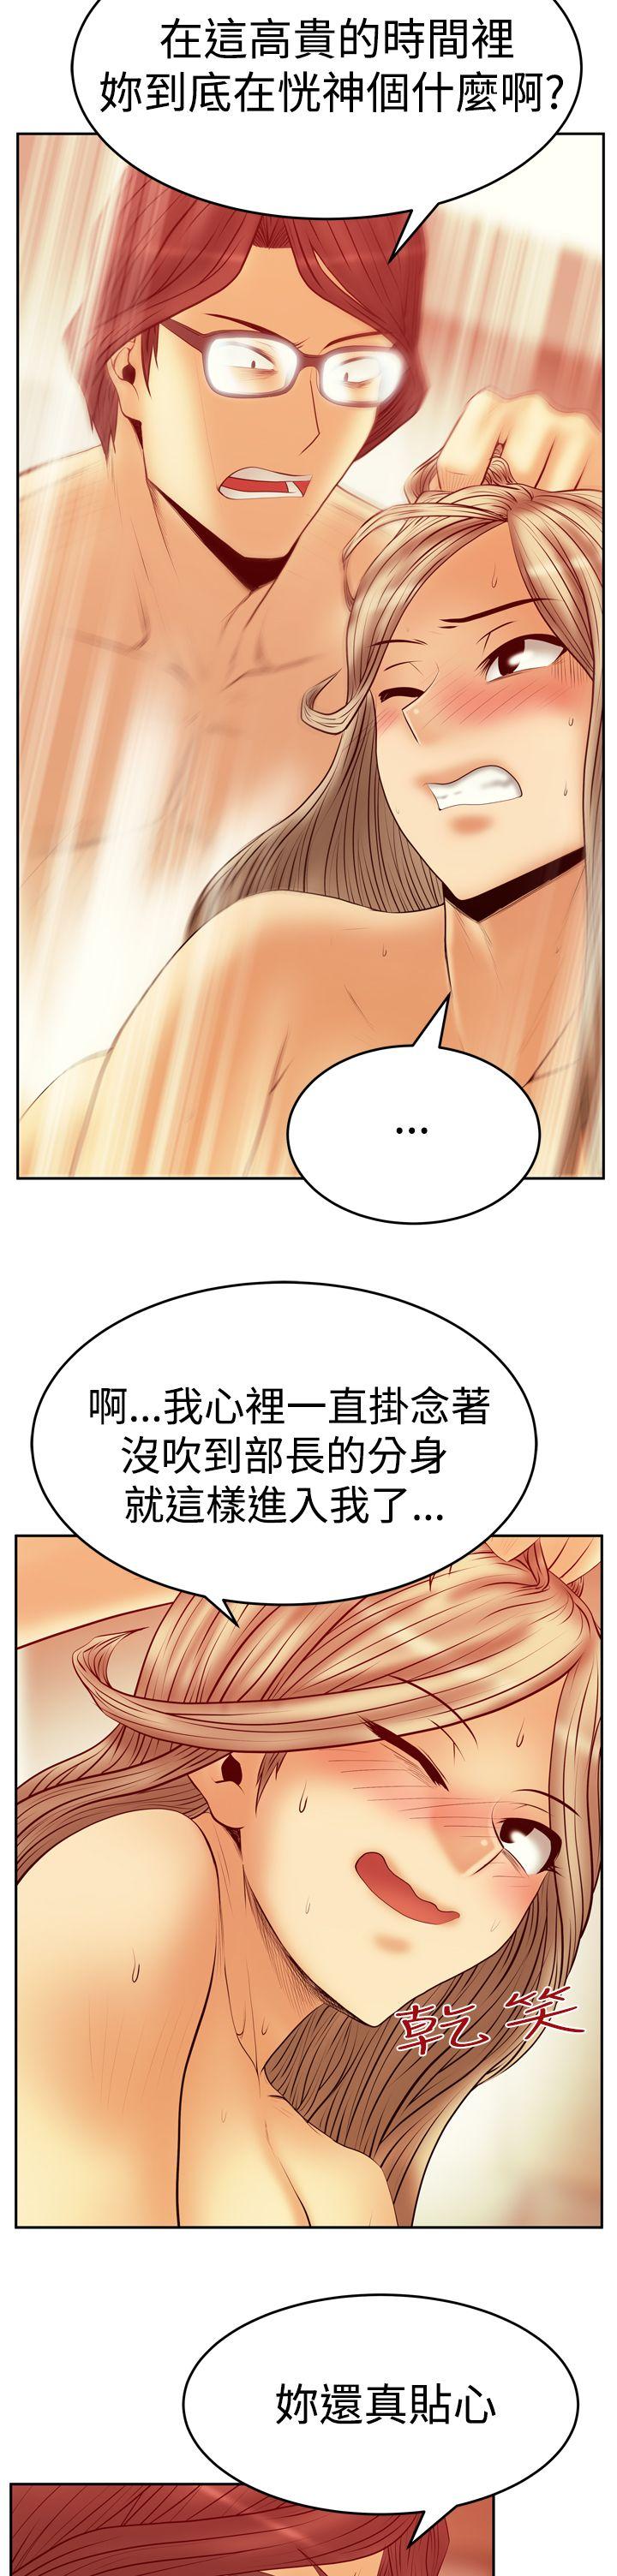 在這高貴的時間裡
妳到底在恍神個什麼啊?
...
啊...我心裡一直掛念著
沒吹到部長的分身
就這樣進入我了...
乾笑
妳還真貼心